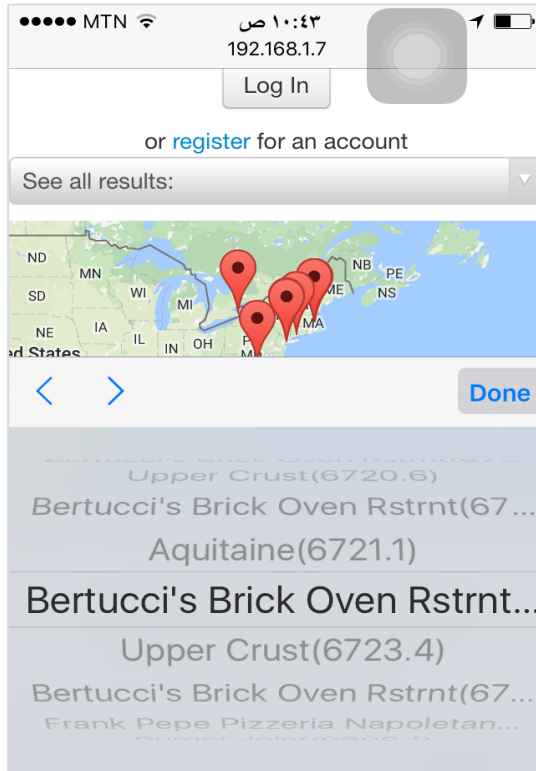 MTN ١٠:٤٣ ص
192.168.1.7
Log In
or register for an account
See all results:
ND
MN
NB
PE
SD
WI
MI
ME
NS
NE
IA
IL
IN
OH
MA
ed States
Done
Upper Crust(6720.6)
Bertucci's Brick Oven Rstrnt(67...
Aquitaine(6721.1)
Bertucci's Brick Oven Rstrnt...
Upper Crust(6723.4)
Bertucci's Brick Oven Rstrnt(67...
Frank Pepe Pizzeria Napoletan...